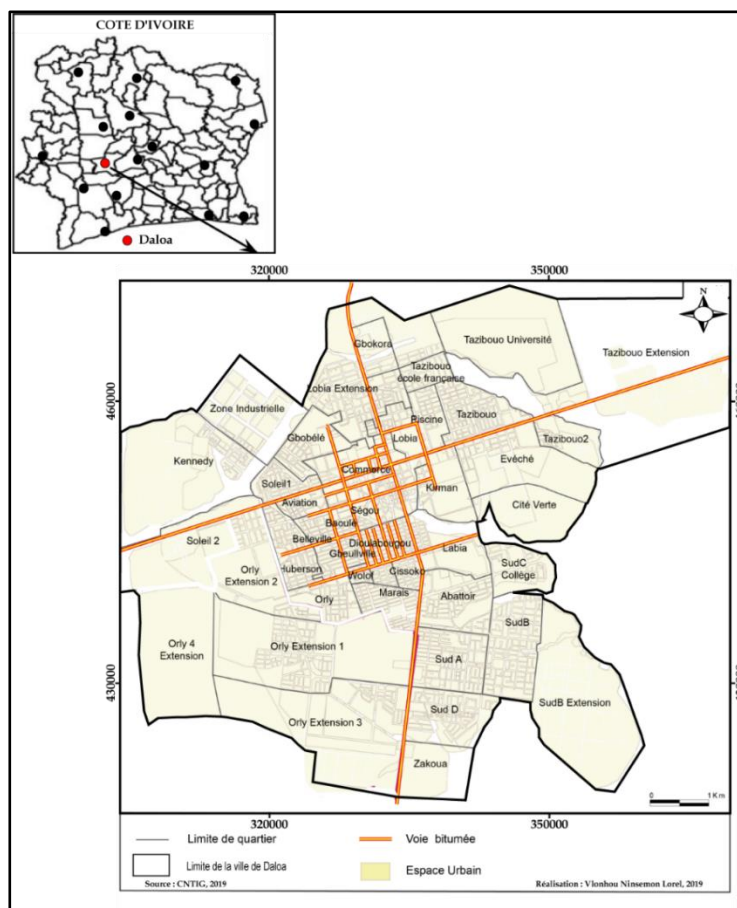 COTE D'IVOIRE
Daloa
320000
350000
N
Gbokora
Tazibouo Université
Tazibouo Extension
Tazibouo
école française
Lobia Extension
460000
Zone Industrielle
Piscine
Tazibouo
Gbobélé
Lobia
Tazibouo2
Kennedy
Commerce
Evêché
Soleil1
Kirman
Aviation
Cité Verte
Ségou
Baoulé
Soleil 2
Belleville
Dioulabougou
Labia
Gbeullville
SudC
Collège
Orly
Extension 2
Huberson
Wolof
Gissoko
Orly
Marais
Abattoir
SudB
Orly 4
Extension
Orly Extension 1
Sud A
430000
SudB Extension
Orly Extension 3
Sud D
Zakoua
0 1 Km
320000
350000
Limite de quartier
Voie bitumée
Limite de la ville de Daloa
Espace Urbain
Source : CNTIG, 2019
Réalisation : Vlonhou Ninsemon Lorel, 2019